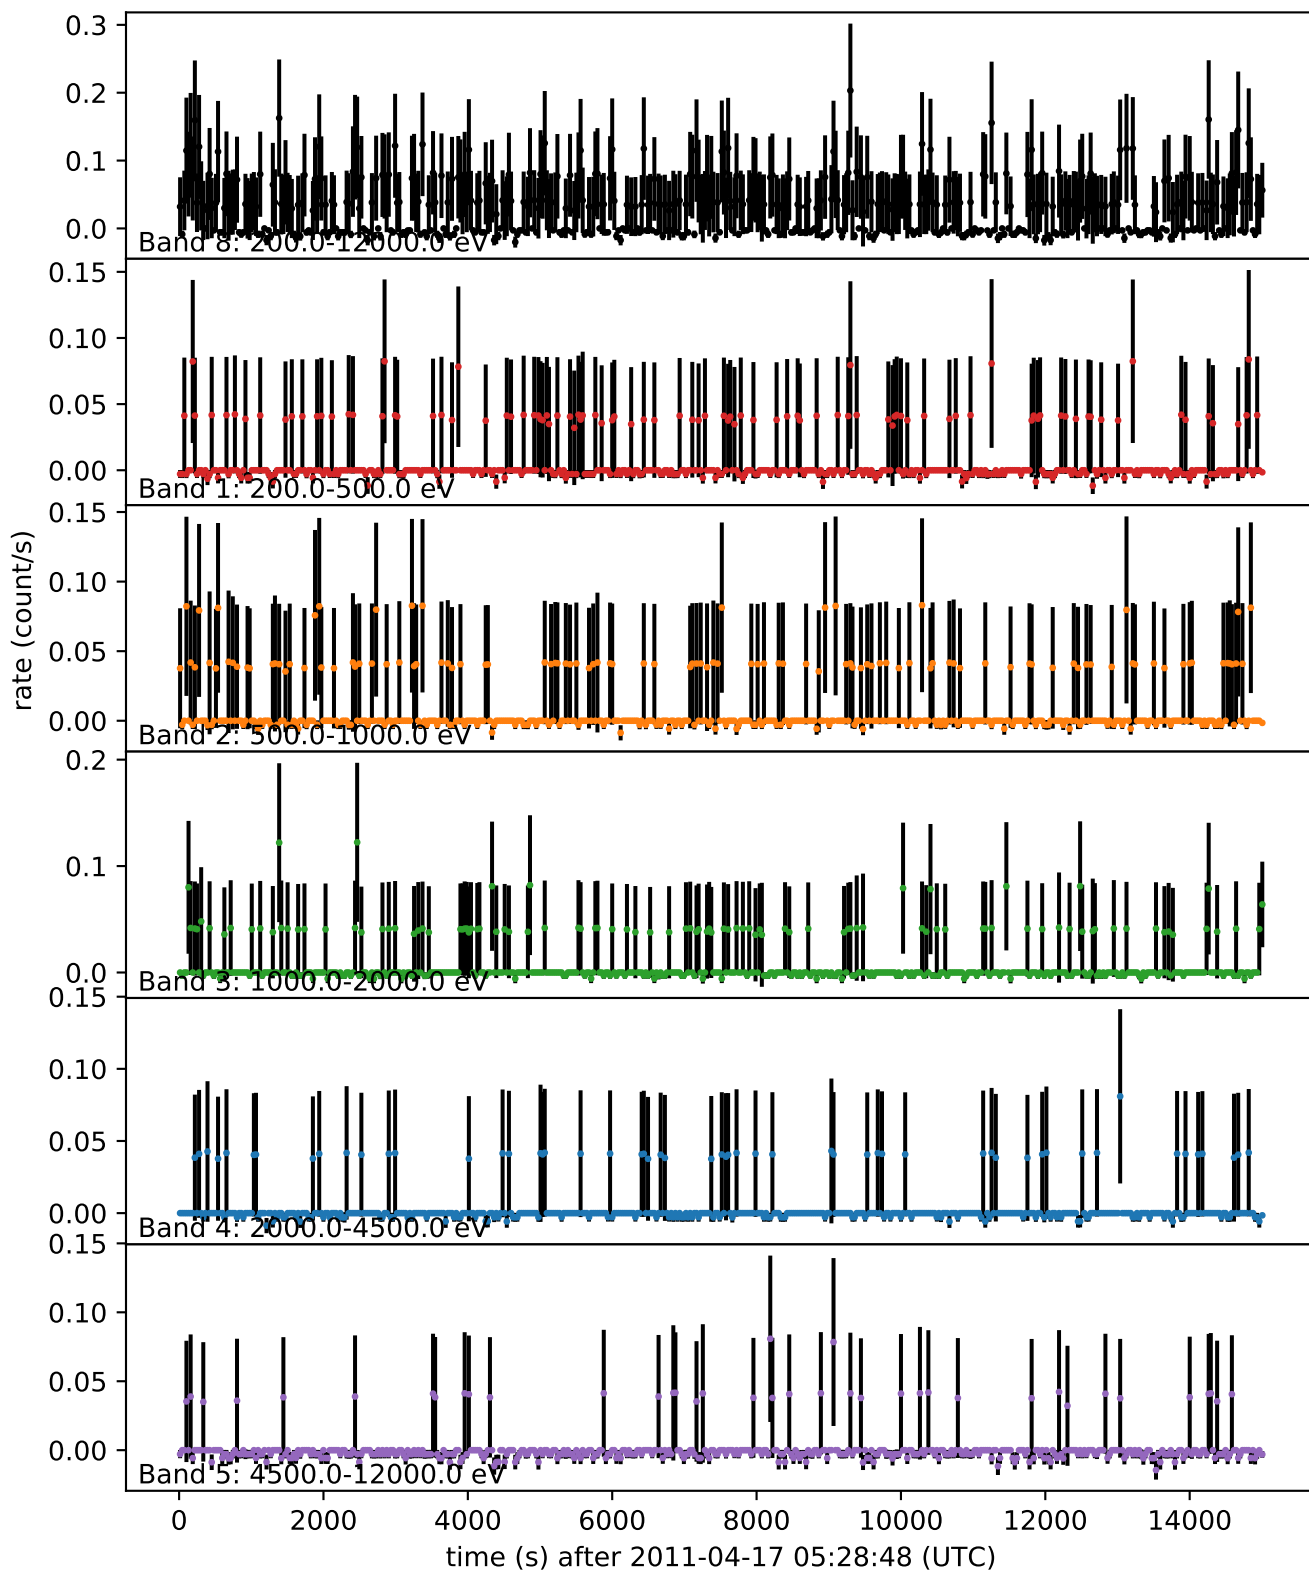 0.3
0.2
0.1
0.0
Band 8: 200.0-12000.0 eV
0.15
0.10
0.05
0.00
Band 1: 200.0-500.0 eV
0.15
0.10
0.05
0.00
Band 2: 500.0-1000.0 eV
rate (count/s)
0.2
0.1
0.0
Band 3: 1000.0-2000.0 eV
0.15
0.10
0.05
0.00
Band 4: 2000.0-4500.0 eV
0.15
0.10
0.05
0.00
Band 5: 4500.0-12000.0 eV
0 2000 4000 6000 8000 10000 12000 14000
time (s) after 2011-04-17 05:28:48 (UTC)